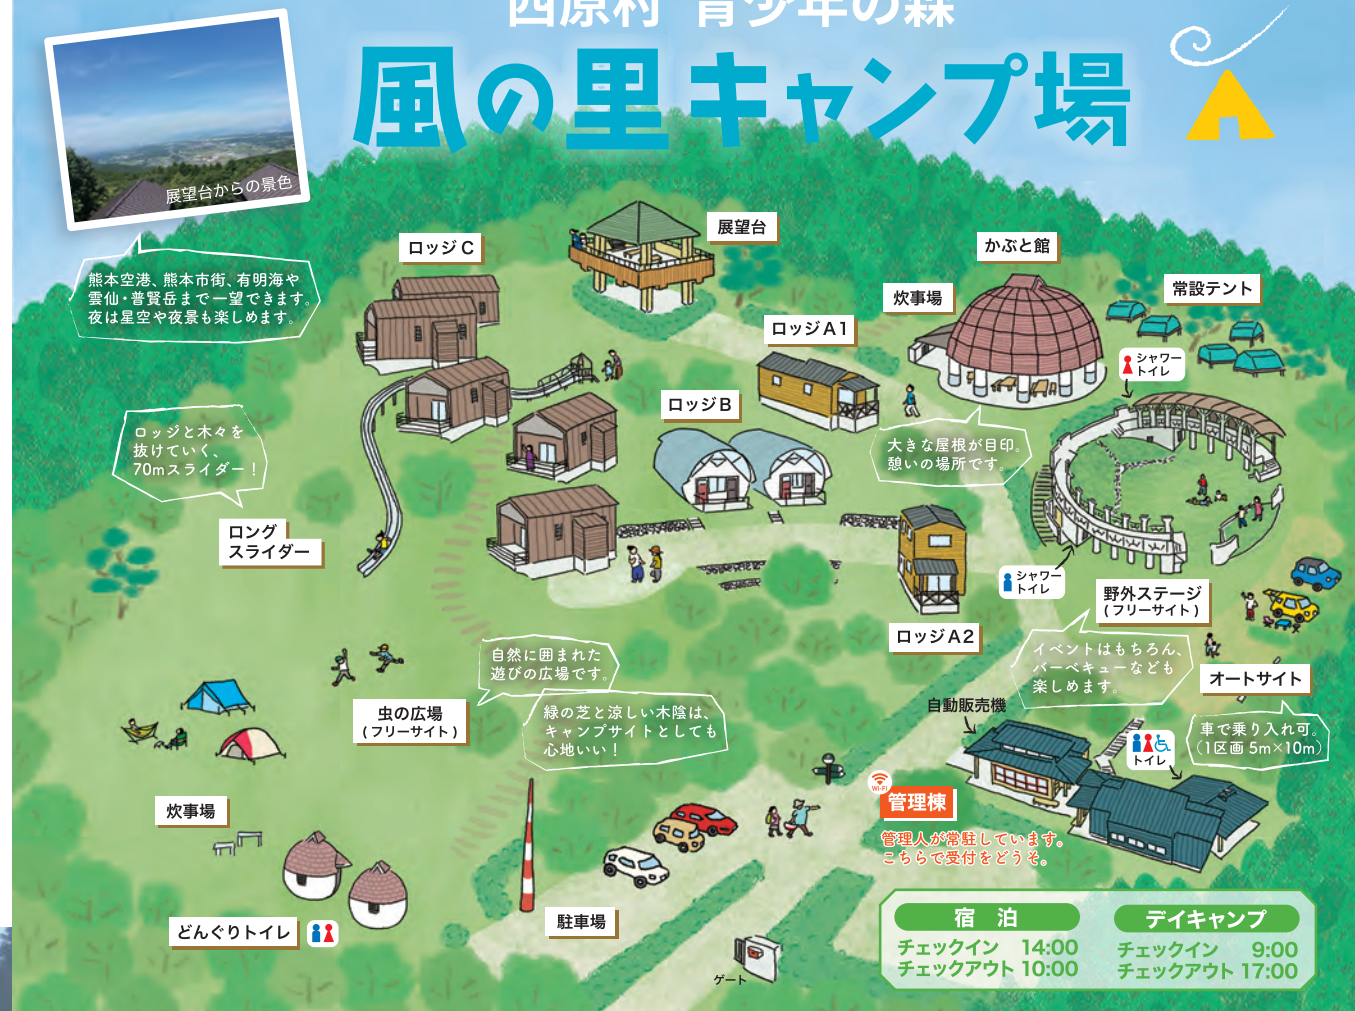 西原村 青少年の森
風の里キャンプ場
展望台からの景色
熊本空港、熊本市街、有明海や
雲仙・普賢岳まで一望できます。
夜は星空や夜景も楽しめます。
ロッジC
展望台
かぶと館
炊事場
常設テント
ロッジA1
シャワー
トイレ
ロッジB
ロッジと木々を
抜けていく、
70mスライダー！
大きな屋根が目印。
憩いの場所です。
ロング
スライダー
シャワー
トイレ
野外ステージ
(フリーサイト)
ロッジA2
イベントはもちろん、
バーベキューなども
楽しめます。
オートサイト
車で乗り入れ可。
(1区画 5m×10m)
自然に囲まれた
遊びの広場です。
緑の芝と涼しい木陰は、
キャンプサイトとしても
心地いい！
虫の広場
(フリーサイト)
自動販売機
トイレ
Wi-Fi
管理棟
管理人が常駐しています。
こちらで受付をどうぞ。
炊事場
どんぐりトイレ
駐車場
ゲート
宿泊
チェックイン 14:00
チェックアウト 10:00
デイキャンプ
チェックイン 9:00
チェックアウト 17:00